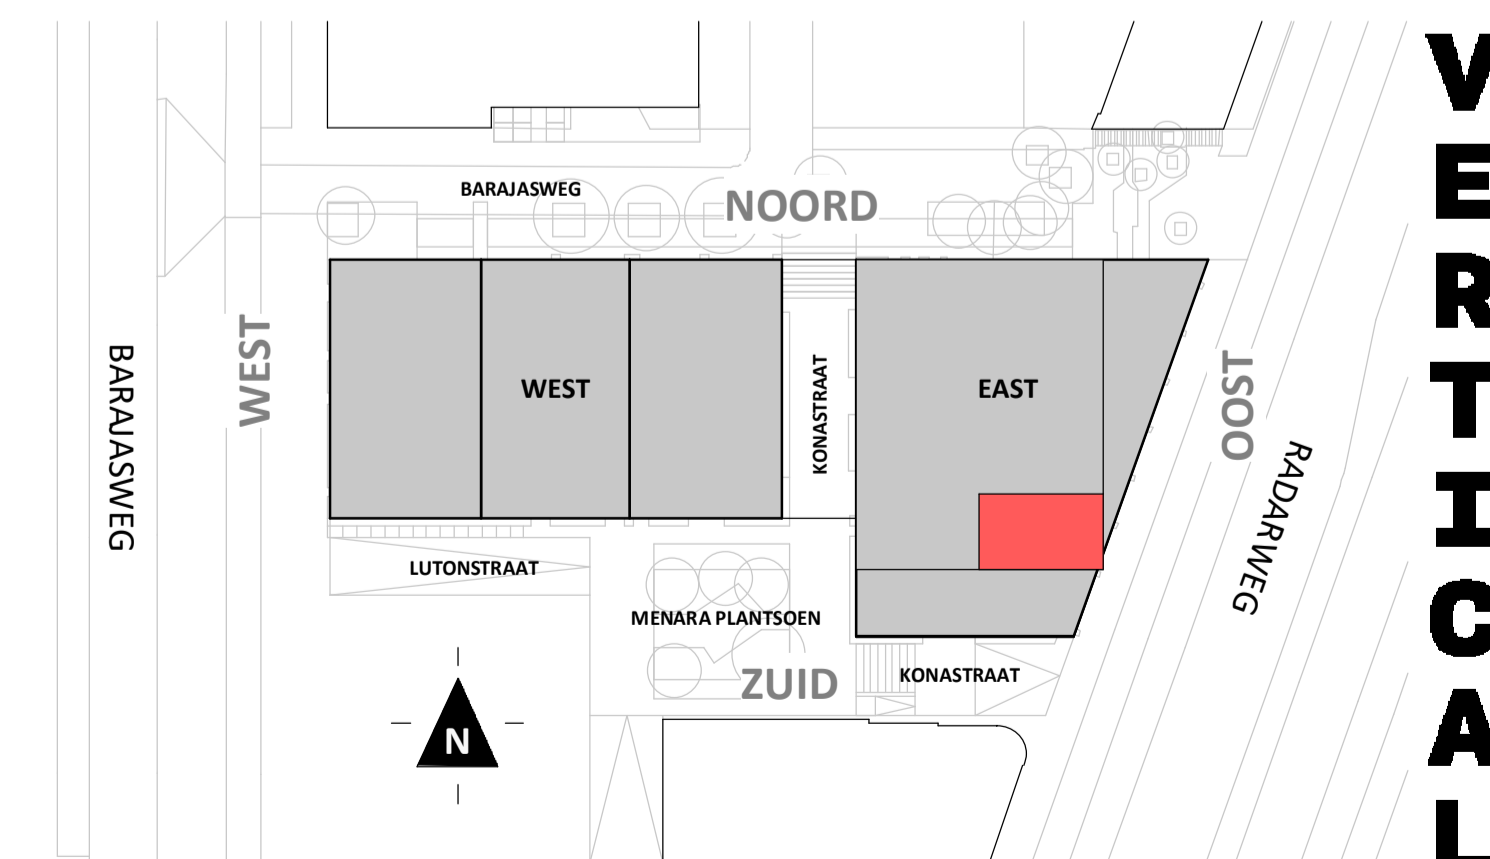 BARAJASWEG
NOORD
WEST
BARAJASWEG
WEST
KONASTRAAT
EAST
OOST
RADARWEG
LUTONSTRAAT
MENARA PLANTSOEN
ZUID
KONASTRAAT
N
VERTICAL